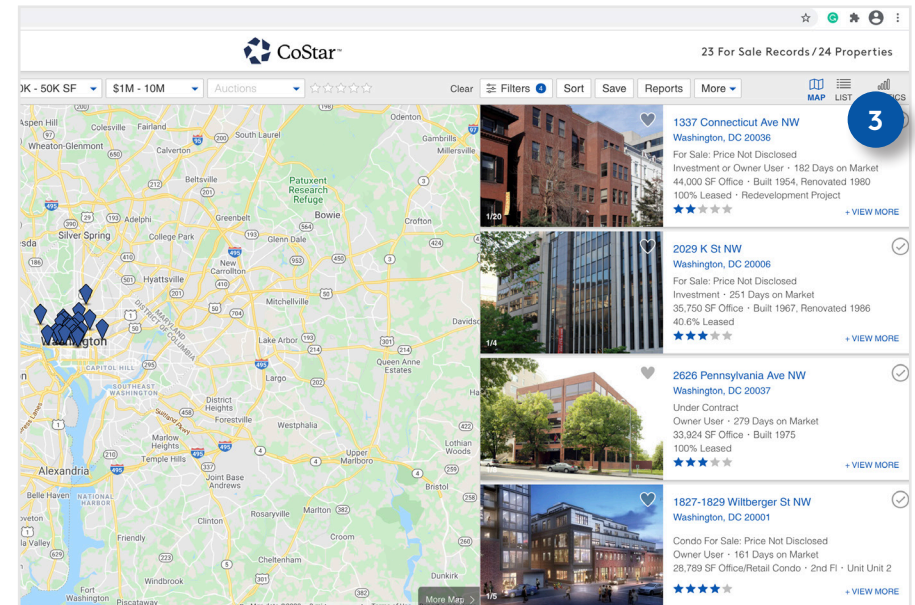 CoStar™
23 For Sale Records/24 Properties
0K - 50K SF
$1M - 10M
Auctions
Clear
Filters 4
Sort
Save
Reports
More
MAP
LIST
3
1337 Connecticut Ave NW
Washington, DC 20036
For Sale: Price Not Disclosed
Investment or Owner User · 182 Days on Market
44,000 SF Office · Built 1954, Renovated 1980
100% Leased · Redevelopment Project
+ VIEW MORE
1/20
2029 K St NW
Washington, DC 20006
For Sale: Price Not Disclosed
Investment · 251 Days on Market
35,750 SF Office · Built 1967, Renovated 1986
40.6% Leased
+ VIEW MORE
1/4
2626 Pennsylvania Ave NW
Washington, DC 20037
Under Contract
Owner User · 279 Days on Market
33,924 SF Office · Built 1975
100% Leased
+ VIEW MORE
1827-1829 Wiltberger St NW
Washington, DC 20001
Condo For Sale: Price Not Disclosed
Owner User · 161 Days on Market
28,789 SF Office/Retail Condo · 2nd Fl · Unit Unit 2
+ VIEW MORE
1/5
Aspen Hill
Colesville
Fairland
Wheaton-Glenmont
Calverton
South Laurel
Odenton
Gambrills
Millersville
Beltsville
Patuxent
Research
Refuge
Bowie
Crofton
Adelphi
Silver Spring
College Park
Greenbelt
Glenn Dale
New
Carrollton
Hyattsville
Mitchellville
DISTRICT OF COLUMBIA
MARYLAND
Lake Arbor
Queen Anne
Estates
Washington
CAPITOL HILL
SOUTHEAST
WASHINGTON
Largo
District
Heights
Forestville
Westphalia
Suitland Pkwy
Marlow
Heights
Temple Hills
Upper
Marlboro
Lothian
Woods
Alexandria
Joint Base
Andrews
Bristol
Belle Haven
NATIONAL
HARBOR
Rosaryville
Marlton
Clinton
Croom
Friendly
Cheltenham
Dunkirk
Windbrook
Fort
Washington
Piscataway
More Map